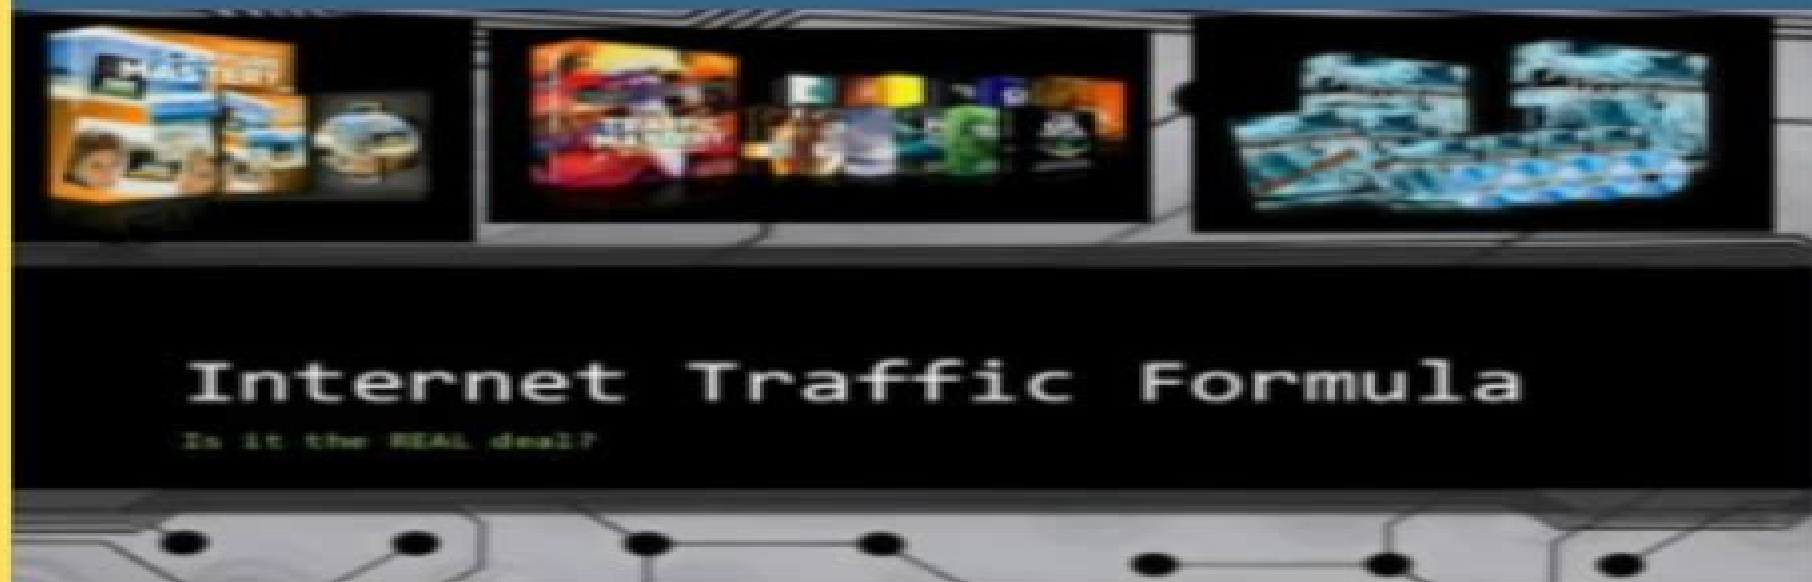 Internet Traffic Formula
Is it the REAL deal?